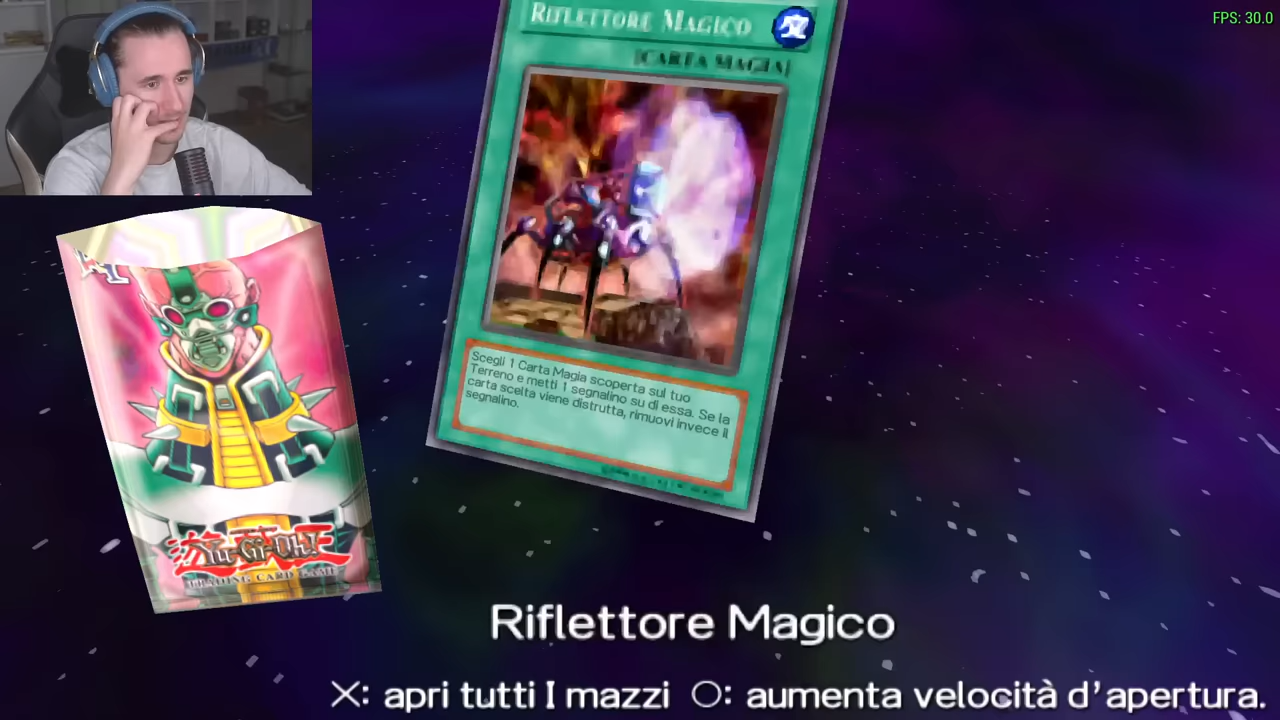 FPS: 30.0
Riflettore Magico
[Carta Magia]
Scegli 1 Carta Magia scoperta sul tuo
Terreno e metti 1 segnalino su di essa. Se la
carta scelta viene distrutta, rimuovi invece il
segnalino.
Yu-Gi-Oh!
TRADING CARD GAME
Riflettore Magico
X: apri tutti I mazzi O: aumenta velocità d'apertura.